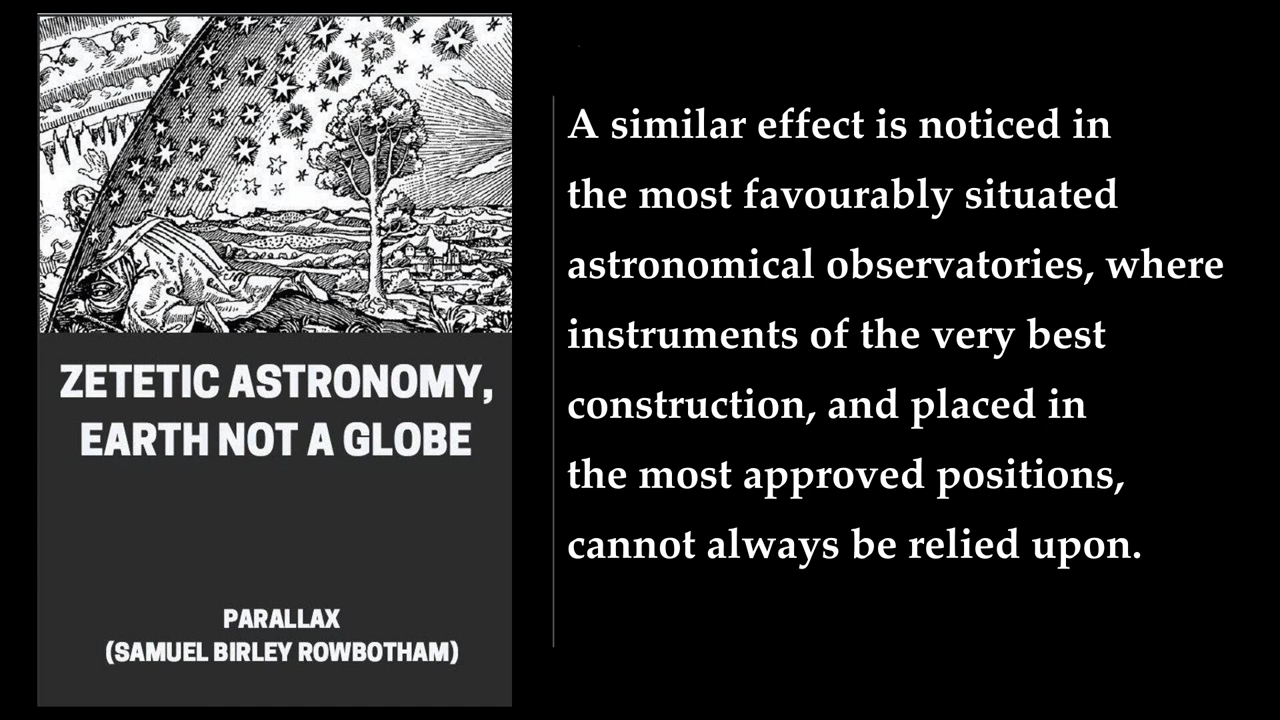 ZETETIC ASTRONOMY,
EARTH NOT A GLOBE
PARALLAX
(SAMUEL BIRLEY ROWBOTHAM)
A similar effect is noticed in
the most favourably situated
astronomical observatories, where
instruments of the very best
construction, and placed in
the most approved positions,
cannot always be relied upon.